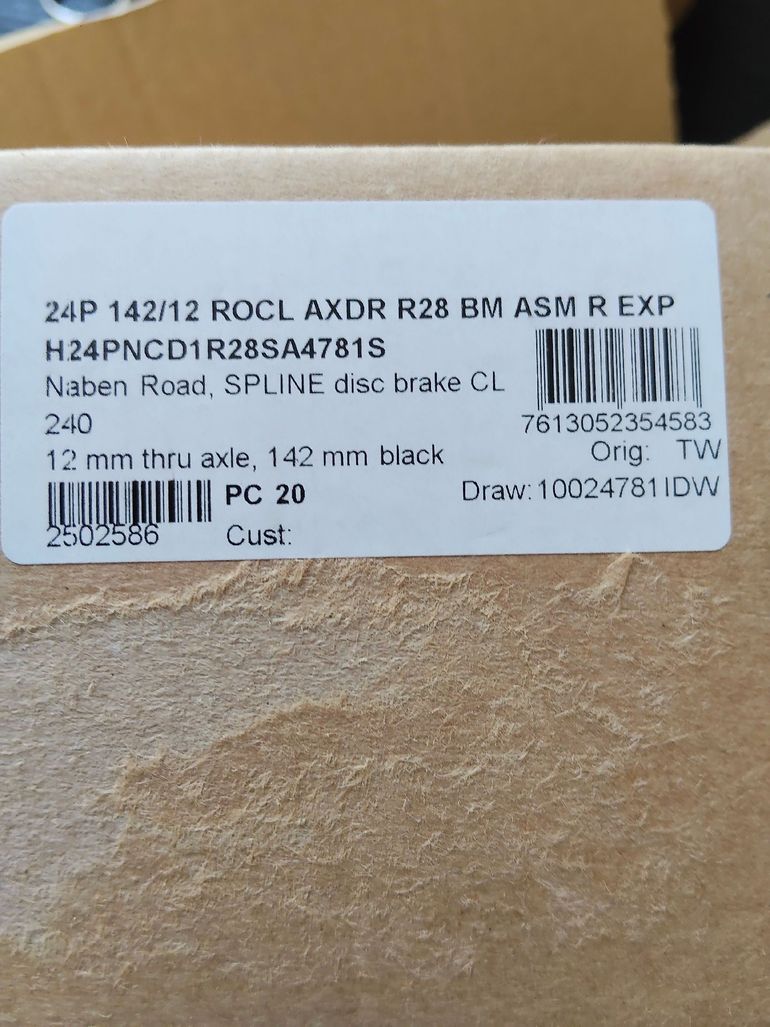 24P 142/12 ROCL AXDR R28 BM ASM R EXP
H24PNCD1R28SA4781S
Naben Road, SPLINE disc brake CL
240
7613052354583
12 mm thru axle, 142 mm black
Orig: TW
PC 20
Draw: 10024781IDW
2502586
Cust: